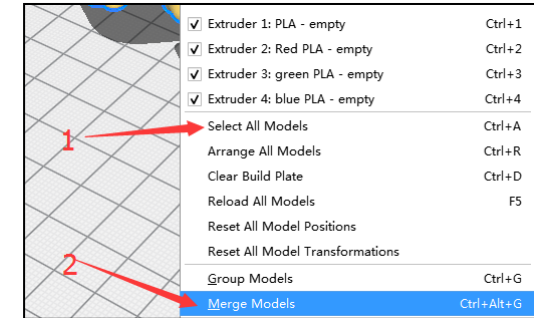 ✓ Extruder 1: PLA - empty Ctrl+1
✓ Extruder 2: Red PLA - empty Ctrl+2
✓ Extruder 3: green PLA - empty Ctrl+3
✓ Extruder 4: blue PLA - empty Ctrl+4
1 Select All Models Ctrl+A
Arrange All Models Ctrl+R
Clear Build Plate Ctrl+D
Reload All Models F5
Reset All Model Positions
Reset All Model Transformations
2 Group Models Ctrl+G
Merge Models Ctrl+Alt+G